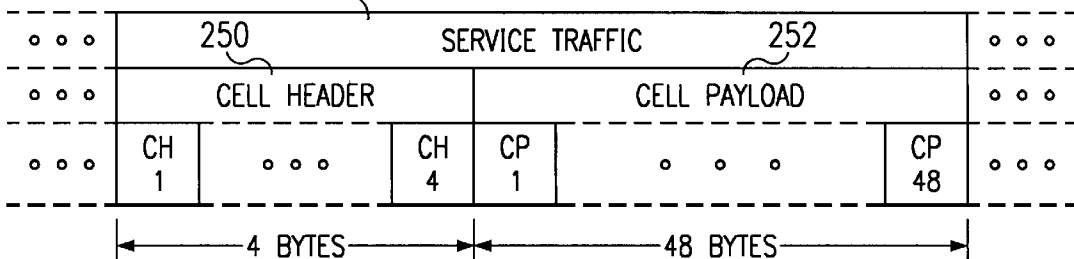 250 SERVICE TRAFFIC 252
CELL HEADER CELL PAYLOAD
CH 1 CH 4 CP 1 CP 48
4 BYTES 48 BYTES